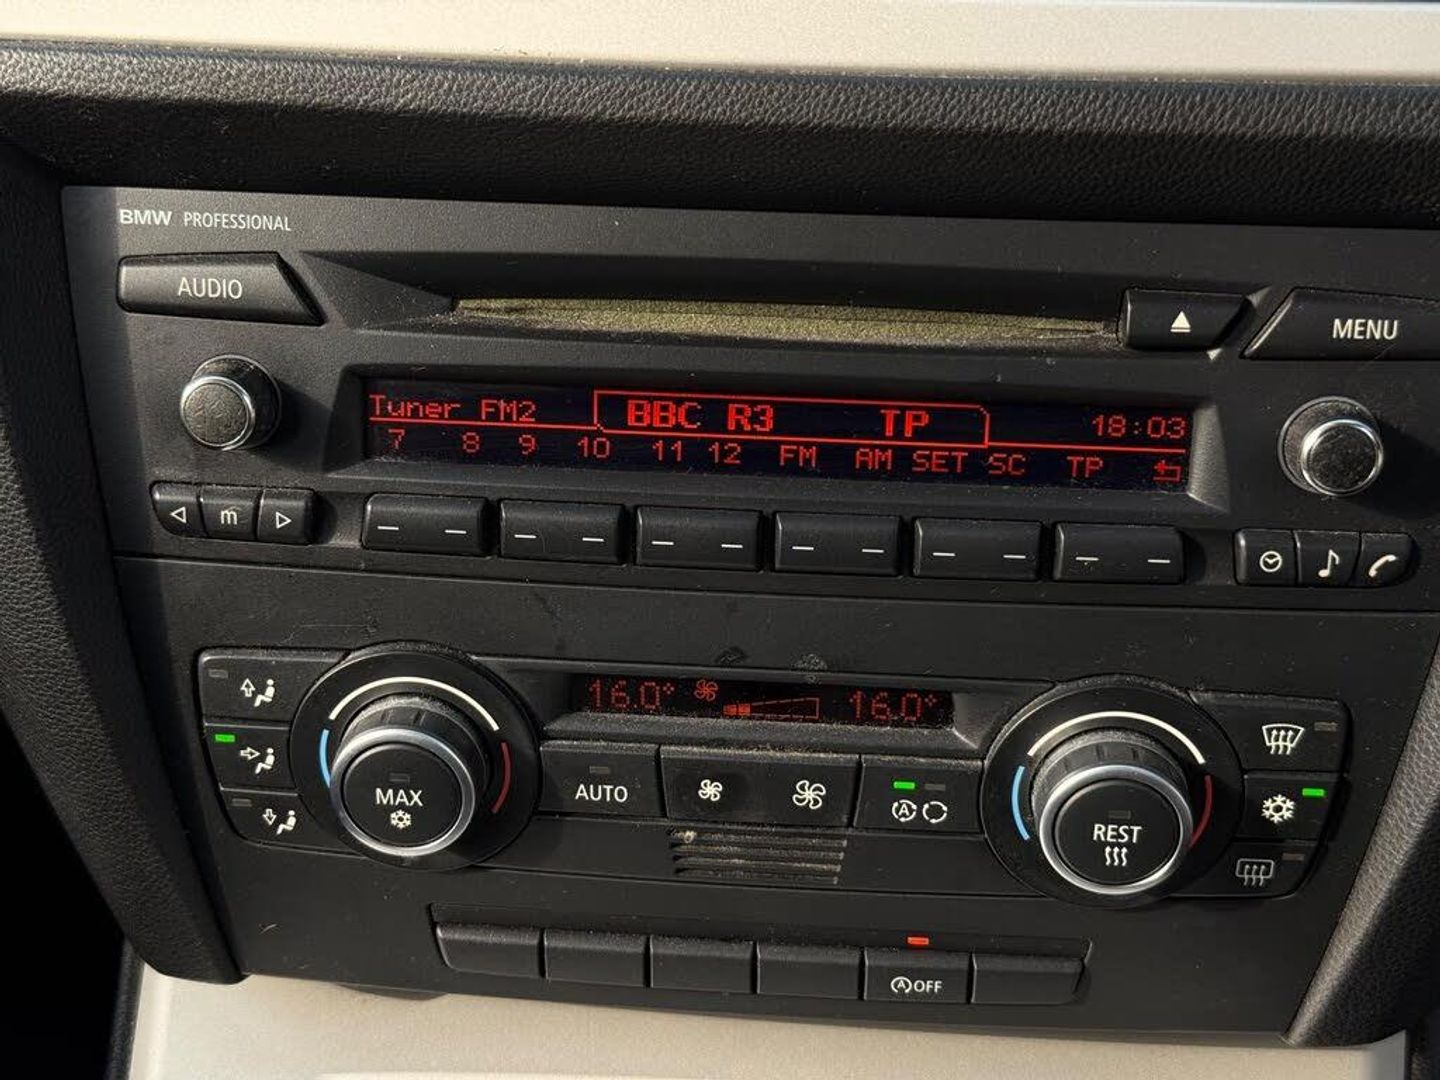 BMW PROFESSIONAL
AUDIO
MENU
Tuner FM2 BBC R3 TP 18:03
7 8 9 10 11 12 FM AM SET SC TP
m
16.0° 16.0°
MAX
AUTO
A
REST
A OFF